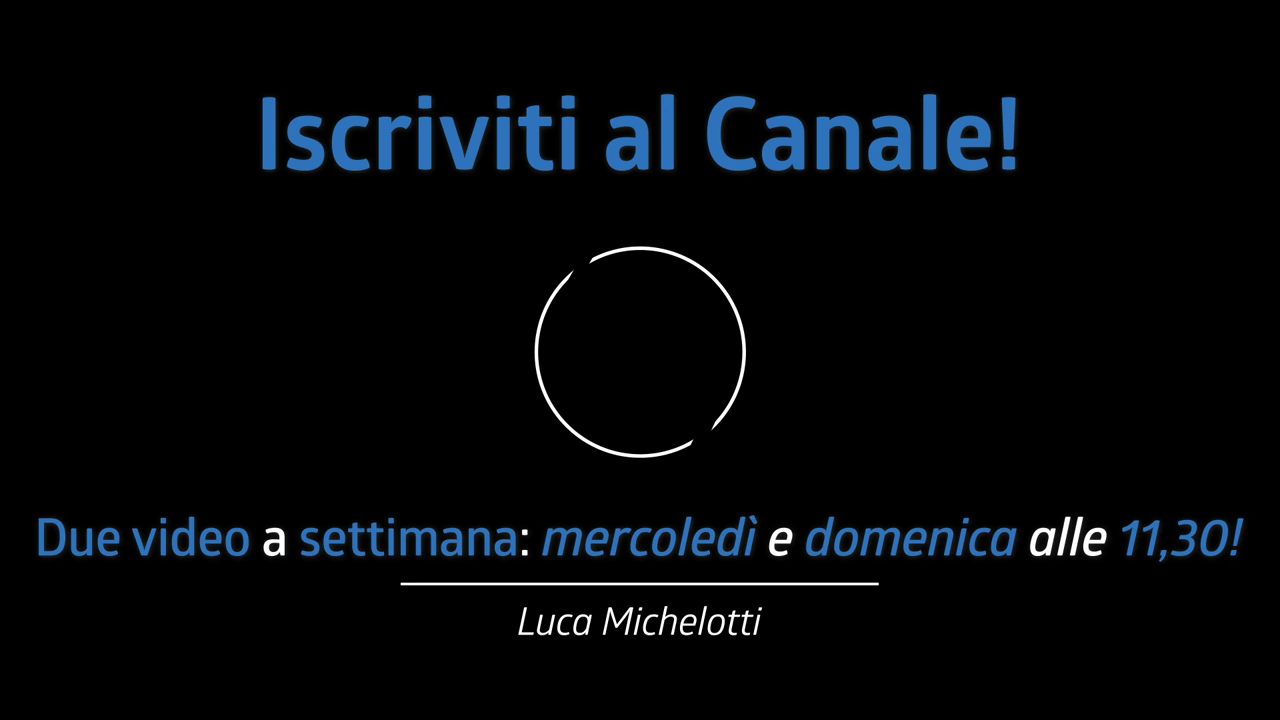 Iscriviti al Canale!
Due video a settimana: mercoledì e domenica alle 11,30!
Luca Michelotti